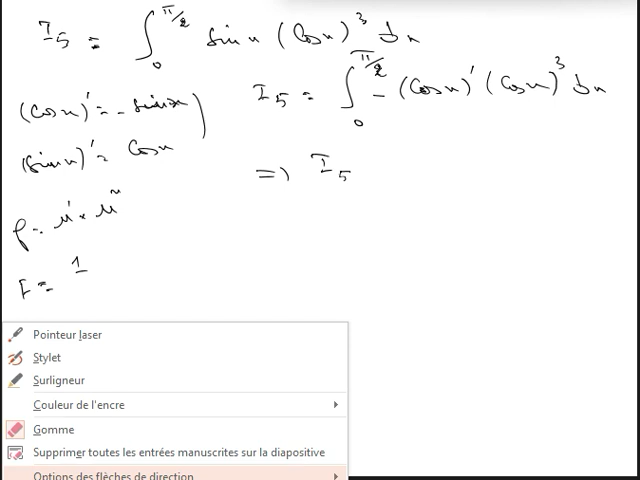 I₅ = ∫₀^π/2 sin x (cos x)³ dx
I₅ = ∫₀^π/2 - (cos x)' (cos x)³ dx
(cos x)' = - sin x
(sin x)' = cos x
=> I₅
f = u' × uⁿ
F = 1
Pointeur laser
Stylet
Surligneur
Couleur de l'encre
Gomme
Supprimer toutes les entrées manuscrites sur la diapositive
Options des flèches de direction